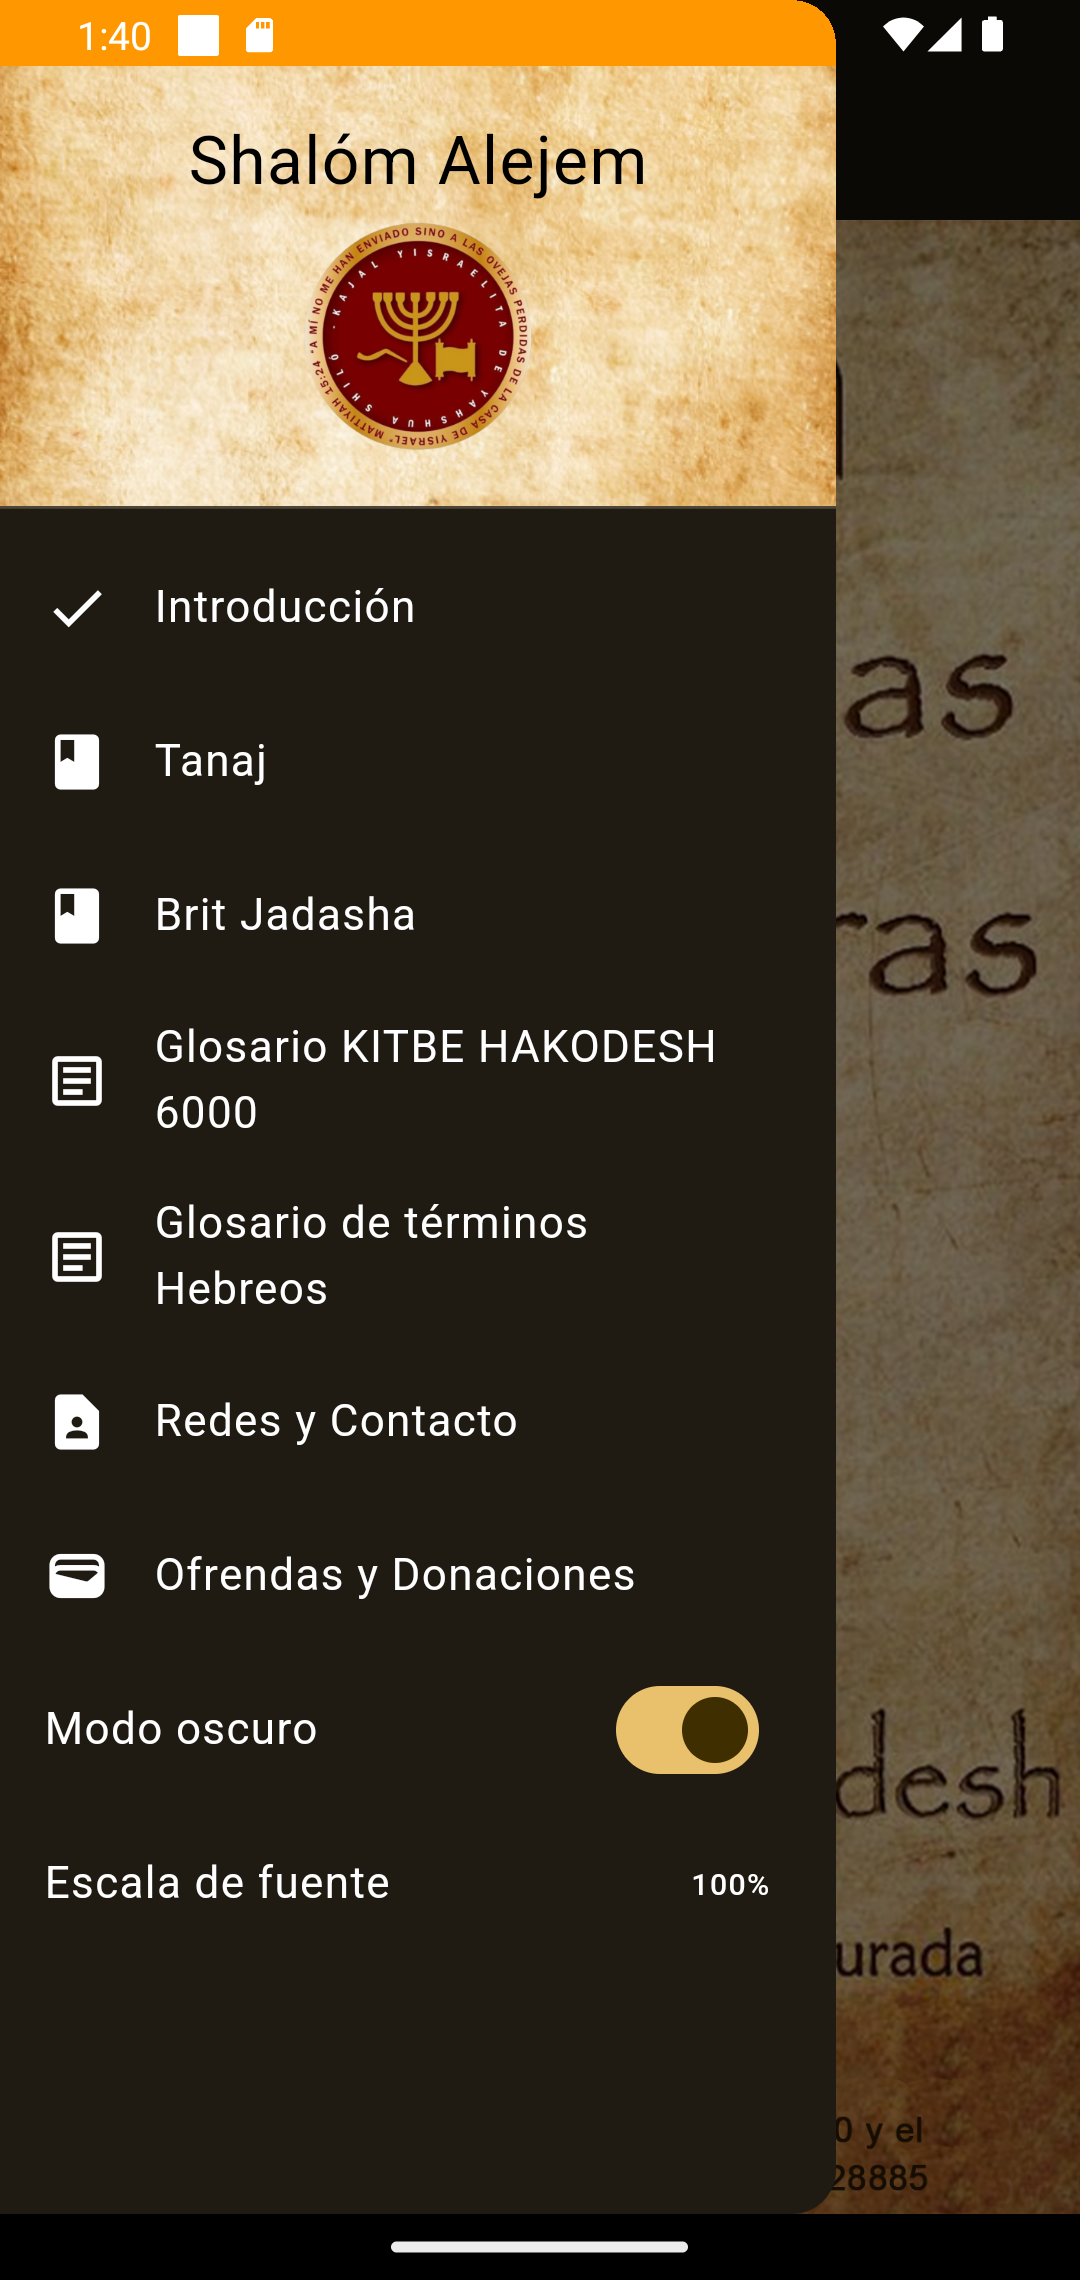 1:40
Shalóm Alejem
"A MÍ NO ME HAN ENVIADO SINO A LAS OVEJAS PERDIDAS DE LA CASA DE YISRAEL" MATTIYAH 15:24
KAJAL YISRAELITA DE YAHSHUA SHILÓ -
Introducción
Tanaj
Brit Jadasha
Glosario KITBE HAKODESH
6000
Glosario de términos
Hebreos
Redes y Contacto
Ofrendas y Donaciones
Modo oscuro
Escala de fuente
100%
as
ras
desh
urada
0 y el
28885